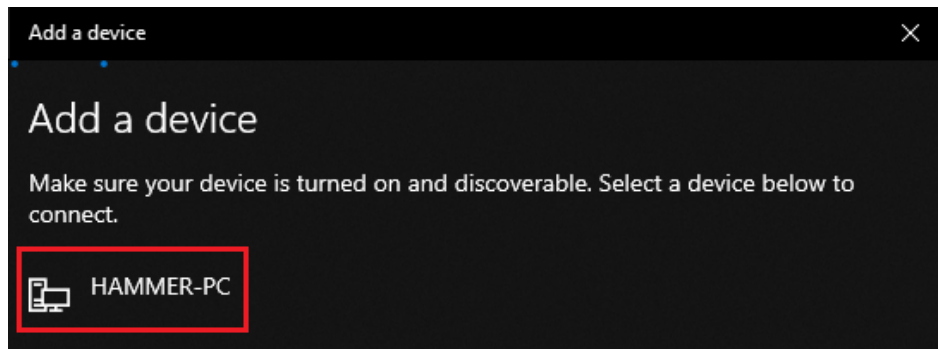 Add a device
Add a device
Make sure your device is turned on and discoverable. Select a device below to
connect.
HAMMER-PC